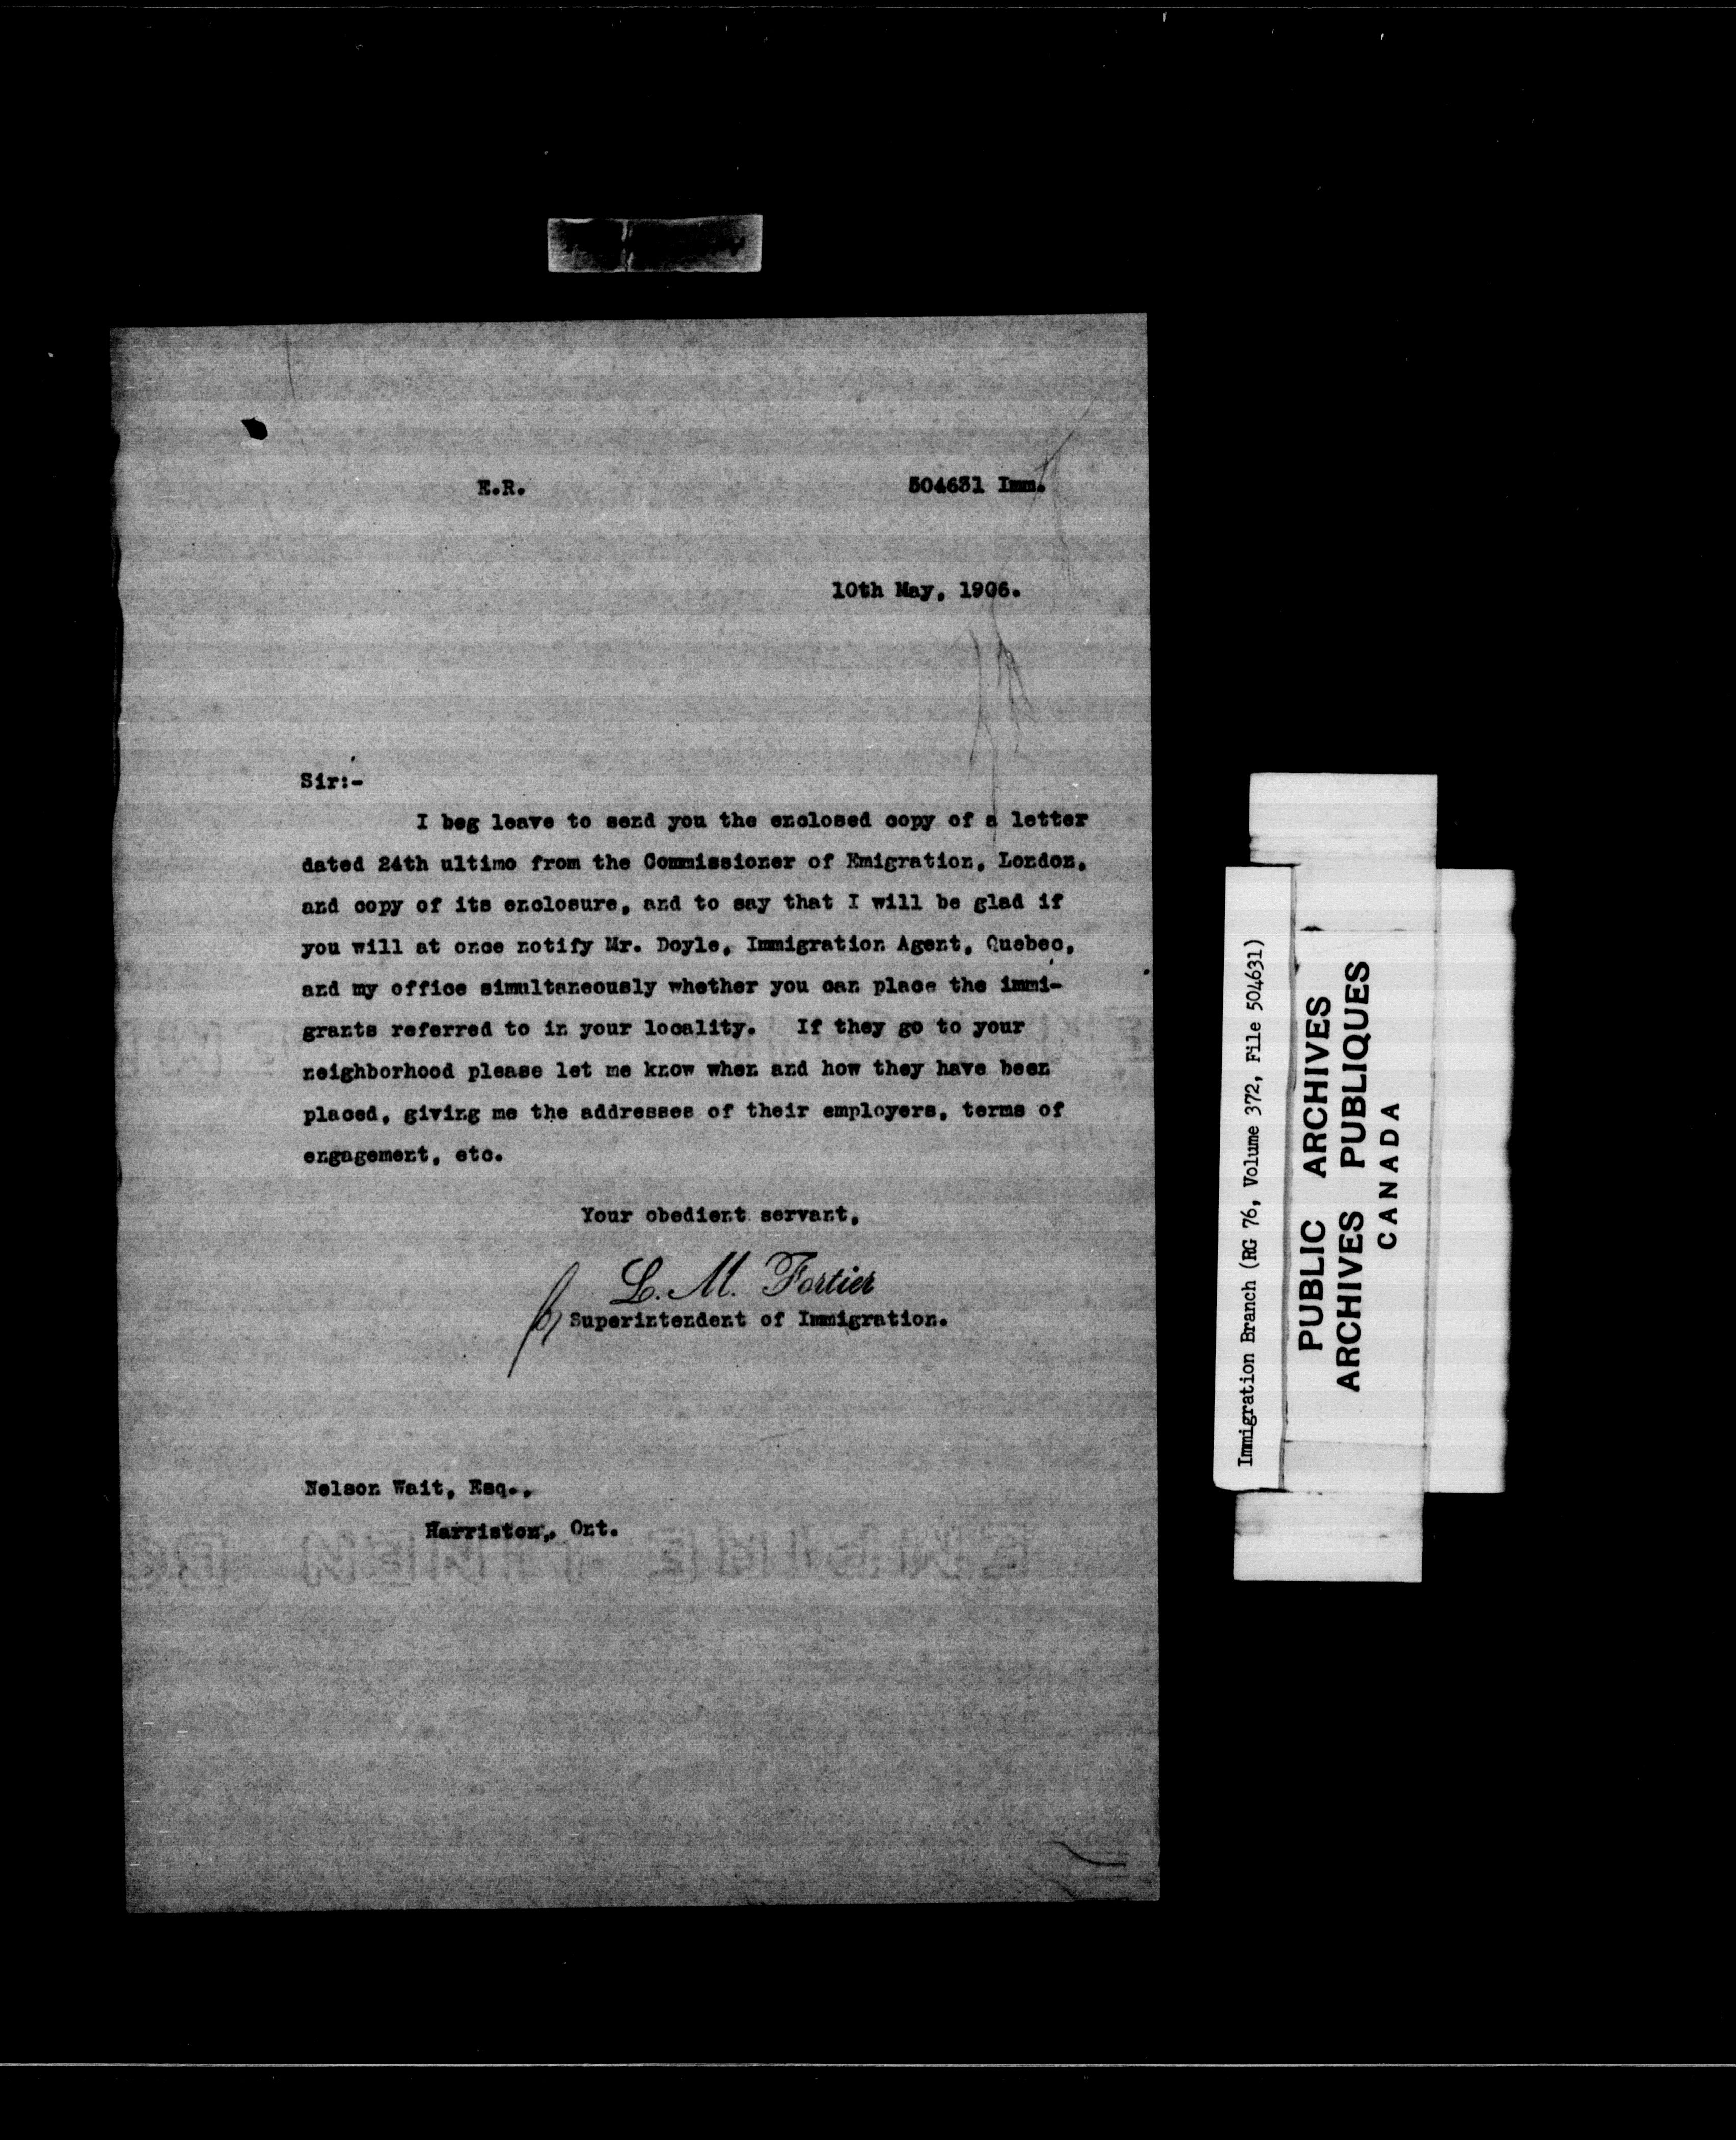 E.R.
504631 Imm.
10th May, 1906.
Sir:-
I beg leave to send you the enclosed copy of a letter
dated 24th ultimo from the Commissioner of Emigration, London,
and copy of its enclosure, and to say that I will be glad if
you will at once notify Mr. Doyle, Immigration Agent, Quebec,
and my office simultaneously whether you can place the immi-
grants referred to in your locality. If they go to your
neighborhood please let me know when and how they have been
placed, giving me the addresses of their employers, terms of
engagement, etc.
Your obedient servant,
L. M. Fortier
Superintendent of Immigration.
Nelson Wait, Esq.,
Harriston, Ont.
Immigration Branch (RG 76, Volume 372, File 504631)
PUBLIC ARCHIVES
ARCHIVES PUBLIQUES
CANADA